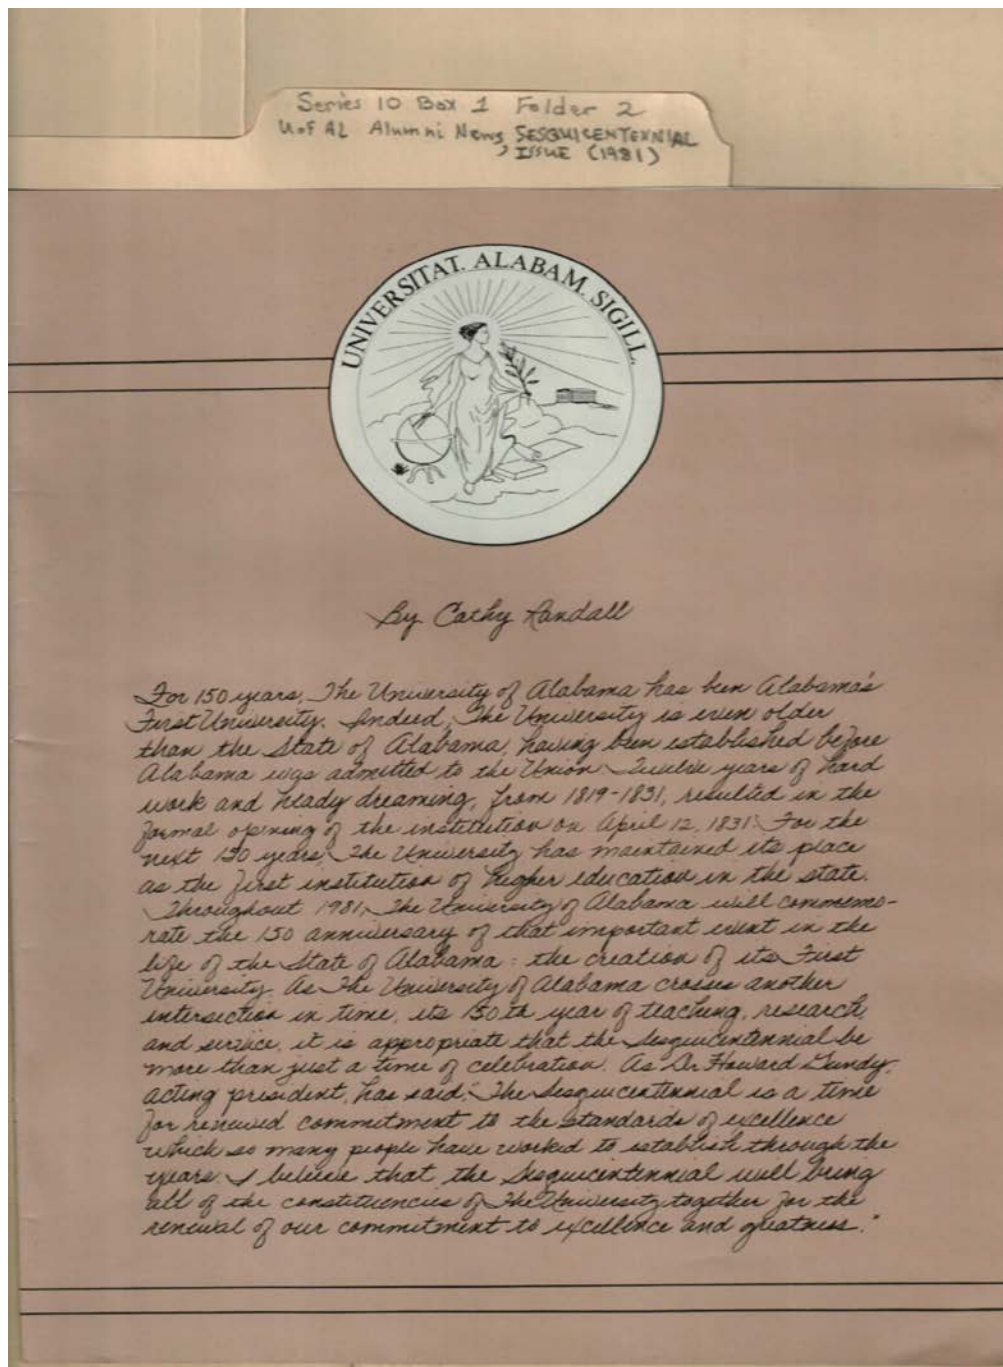 Series 10 Box 1 Folder 2
U of AL Alumni News, SESQUICENTENNIAL
ISSUE (1981)
UNIVERSITAT. ALABAM. SIGILL.
By Cathy Randall
For 150 years, The University of Alabama has been Alabama's
First University. Indeed, The University is even older
than the State of Alabama, having been established before
Alabama was admitted to the Union. Twelve years of hard
work and heady dreaming, from 1819-1831, resulted in the
formal opening of the institution on April 12, 1831. For the
next 150 years, The University has maintained its place
as the first institution of higher education in the state.
Throughout 1981, The University of Alabama will commemo-
rate the 150 anniversary of that important event in the
life of the State of Alabama: the creation of its First
University. As The University of Alabama crosses another
intersection in time, its 150th year of teaching, research,
and service, it is appropriate that the Sesquicentennial be
more than just a time of celebration. As Dr. Howard Gundy,
acting president, has said, "The Sesquicentennial is a time
for renewed commitment to the standards of excellence
which so many people have worked to establish through the
years. I believe that the Sesquicentennial will bring
all of the constituencies of The University together for the
renewal of our commitment to excellence and greatness."